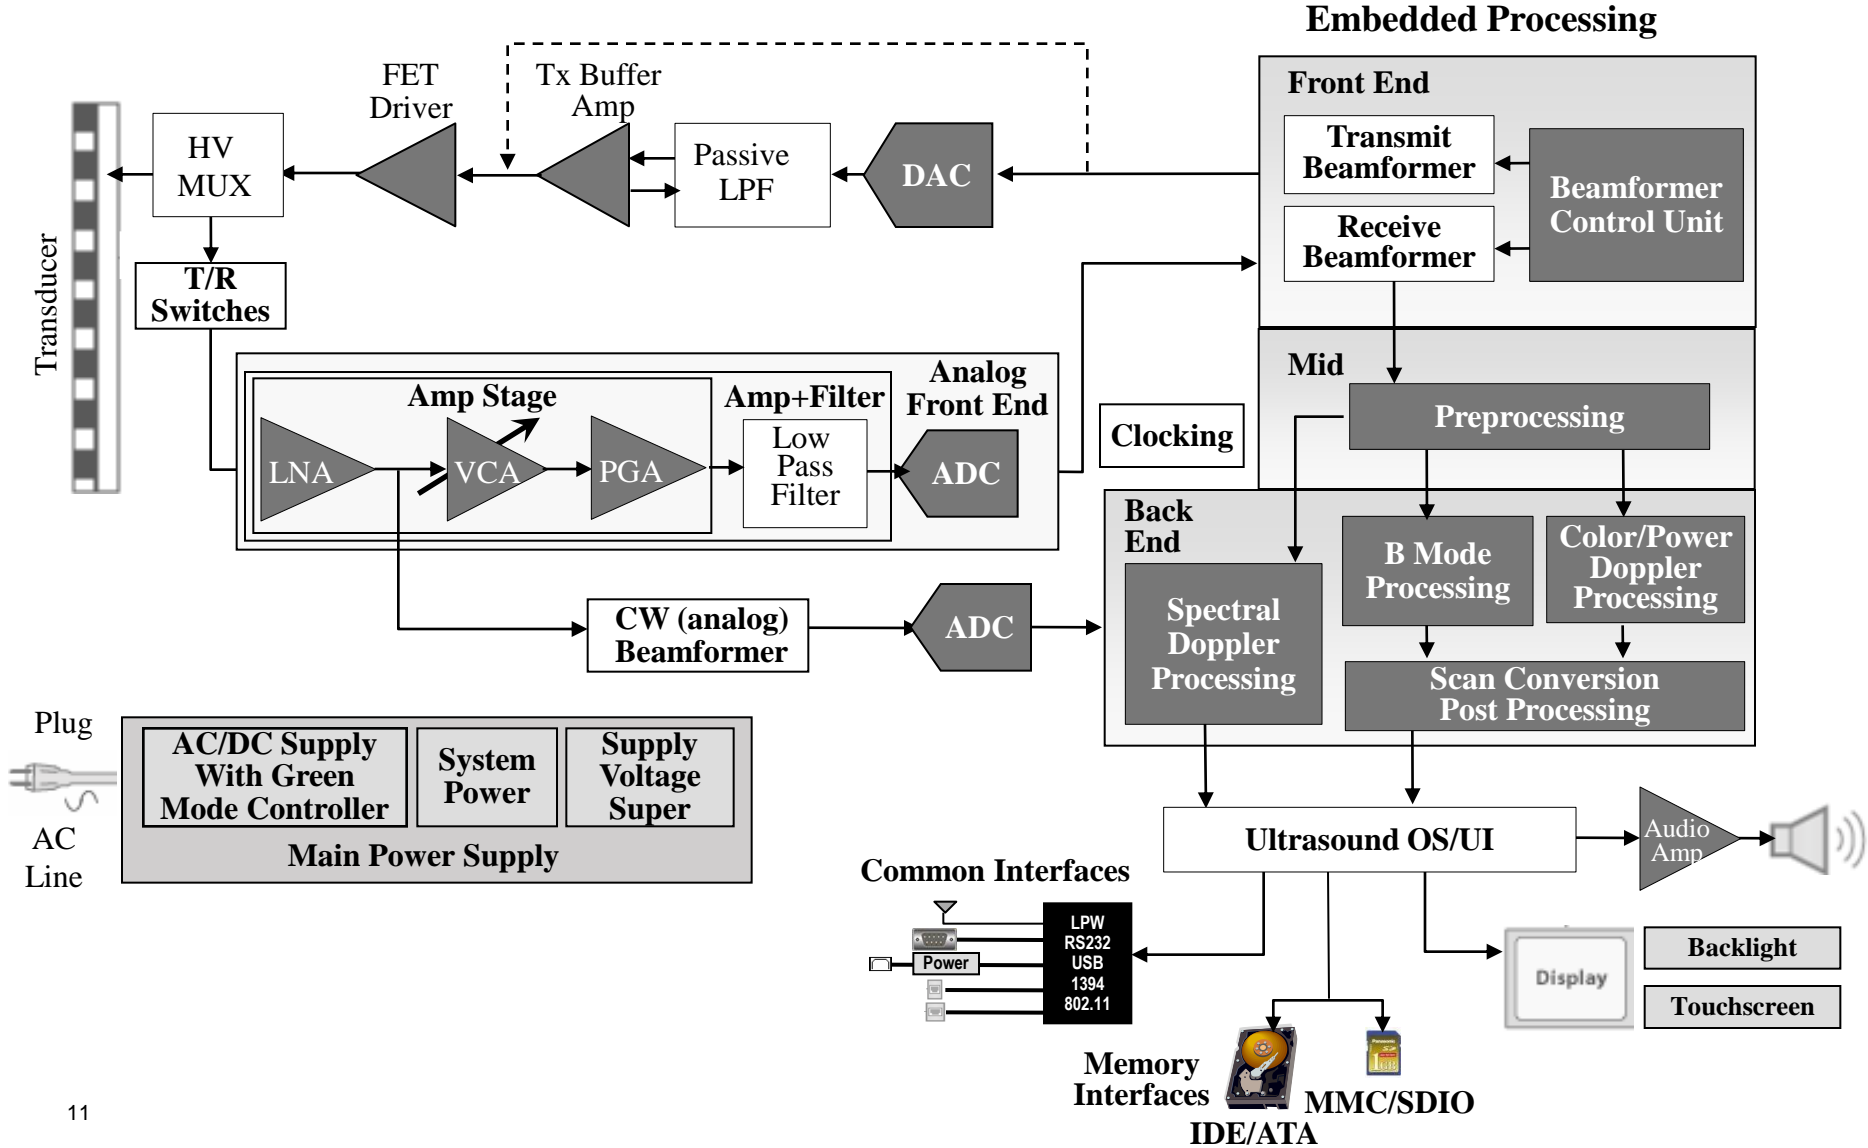 Embedded Processing
FET
Driver
Tx Buffer
Amp
Front End
HV
MUX
Passive
LPF
DAC
Transmit
Beamformer
Beamformer
Control Unit
Receive
Beamformer
Transducer
T/R
Switches
Analog
Front End
Amp Stage
Amp+Filter
LNA
VCA
PGA
Low
Pass
Filter
ADC
Clocking
Mid
Preprocessing
Back
End
B Mode
Processing
Color/Power
Doppler
Processing
Spectral
Doppler
Processing
CW (analog)
Beamformer
ADC
Scan Conversion
Post Processing
Plug
AC
Line
AC/DC Supply
With Green
Mode Controller
System
Power
Supply
Voltage
Super
Main Power Supply
Ultrasound OS/UI
Audio
Amp
Common Interfaces
LPW
RS232
USB
1394
802.11
Power
Display
Backlight
Touchscreen
Memory
Interfaces
IDE/ATA
MMC/SDIO
Panasonic
11